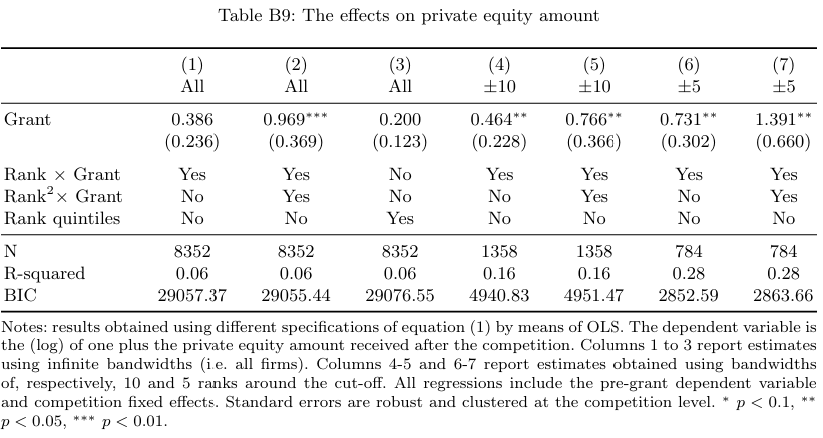 Table B9: The effects on private equity amount
(1) (2) (3) (4) (5) (6) (7)
All All All ±10 ±10 ±5 ±5
Grant 0.386 0.969*** 0.200 0.464** 0.766** 0.731** 1.391**
(0.236) (0.369) (0.123) (0.228) (0.366) (0.302) (0.660)
Rank × Grant Yes Yes No Yes Yes Yes Yes
Rank²× Grant No Yes No No Yes No Yes
Rank quintiles No No Yes No No No No
N 8352 8352 8352 1358 1358 784 784
R-squared 0.06 0.06 0.06 0.16 0.16 0.28 0.28
BIC 29057.37 29055.44 29076.55 4940.83 4951.47 2852.59 2863.66
Notes: results obtained using different specifications of equation (1) by means of OLS. The dependent variable is
the (log) of one plus the private equity amount received after the competition. Columns 1 to 3 report estimates
using infinite bandwidths (i.e. all firms). Columns 4-5 and 6-7 report estimates obtained using bandwidths
of, respectively, 10 and 5 ranks around the cut-off. All regressions include the pre-grant dependent variable
and competition fixed effects. Standard errors are robust and clustered at the competition level. * p < 0.1, **
p < 0.05, *** p < 0.01.